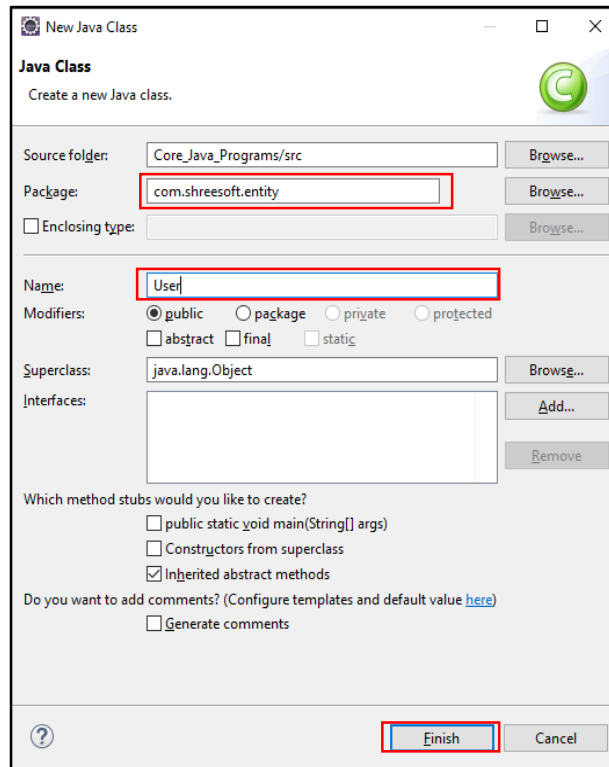 New Java Class
Java Class
Create a new Java class.
C
Source folder: Core_Java_Programs/src Browse...
Package: com.shreesoft.entity Browse...
Enclosing type: Browse...
Name: User
Modifiers: public package private protected
abstract final static
Superclass: java.lang.Object Browse...
Interfaces: Add...
Remove
Which method stubs would you like to create?
public static void main(String[] args)
Constructors from superclass
Inherited abstract methods
Do you want to add comments? (Configure templates and default value here)
Generate comments
? Finish Cancel